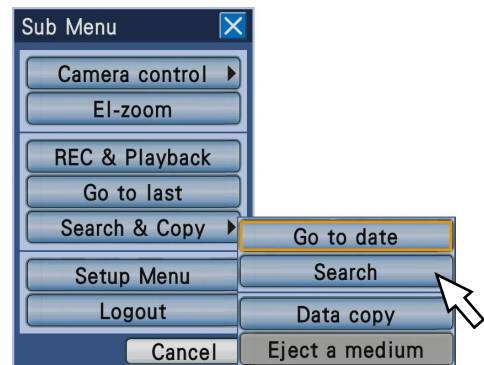 Sub Menu
Camera control
El-zoom
REC & Playback
Go to last
Search & Copy
Go to date
Search
Setup Menu
Logout
Data copy
Cancel
Eject a medium